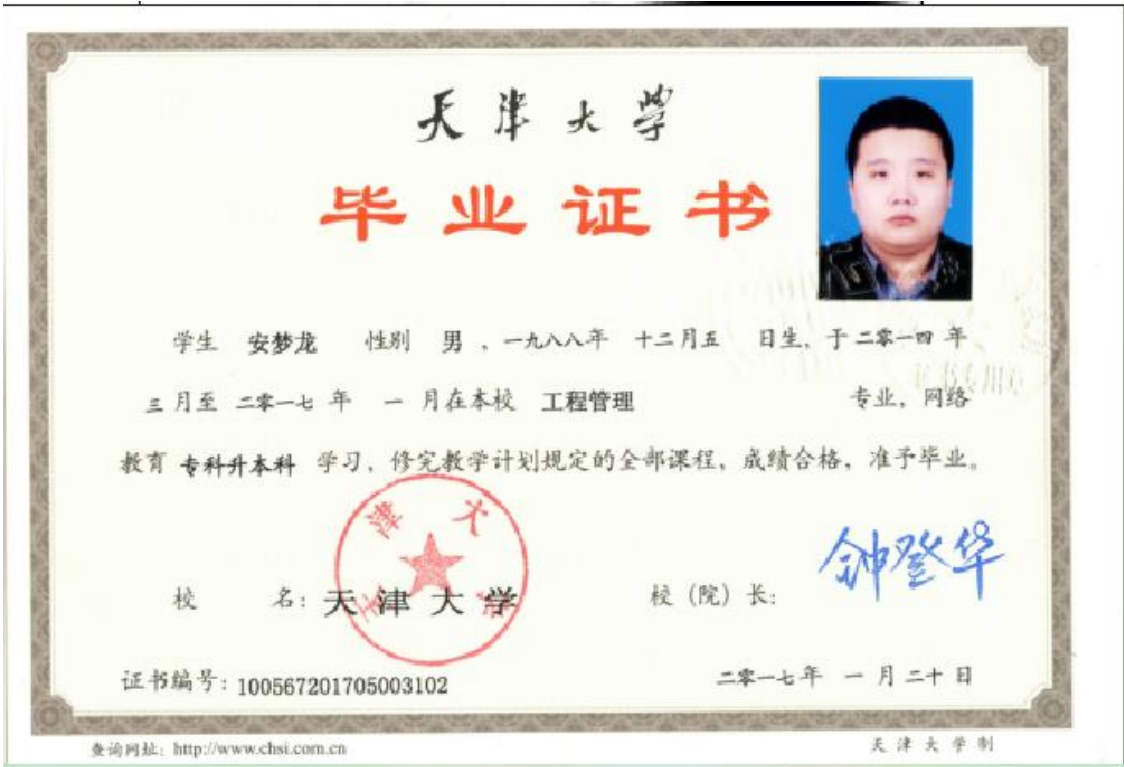 天津大学
毕业证书
学生 安梦龙 性别 男 ，一九八八年 十二月五 日生，于二零一四 年
三 月至 二零一七 年 一 月在本校 工程管理 专业，网络
教育 专科升本科 学习，修完教学计划规定的全部课程，成绩合格，准予毕业。
天津大学
校 名：天津大学
校（院）长：钟登华
证书编号：100567201705003102
二零一七年 一 月二十 日
查询网址：http://www.chsi.com.cn
天津大学制